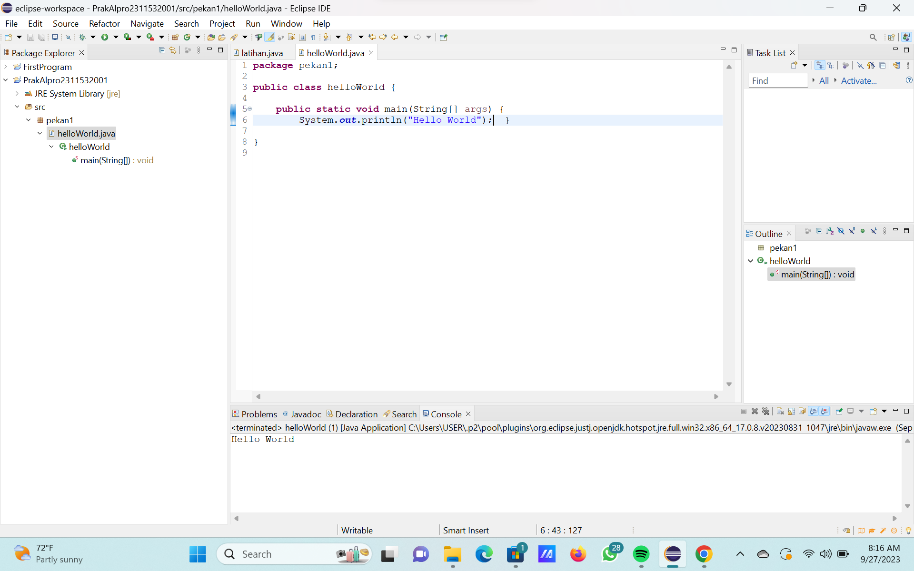 eclipse-workspace - PrakAlpro2311532001/src/pekan1/helloWorld.java - Eclipse IDE
File Edit Source Refactor Navigate Search Project Run Window Help
Package Explorer
FirstProgram
PrakAlpro2311532001
JRE System Library [jre]
src
pekan1
helloWorld.java
helloWorld
main(String[]) : void
latihan.java helloWorld.java
1 package pekan1;
2
3 public class helloWorld {
4
5 public static void main(String[] args) {
6 System.out.println("Hello World"); }
7
8 }
9
Task List
Find All Activate...
Outline
pekan1
helloWorld
main(String[]) : void
Problems Javadoc Declaration Search Console
<terminated> helloWorld (1) [Java Application] C:\Users\USER\.p2\pool\plugins\org.eclipse.justj.openjdk.hotspot.jre.full.win32.x86_64_17.0.8.v20230831-1047\jre\bin\javaw.exe (Sep
Hello World
Writable Smart Insert 6 : 43 : 127
72°F
Partly sunny
Search
1
28
8:16 AM
9/27/2023